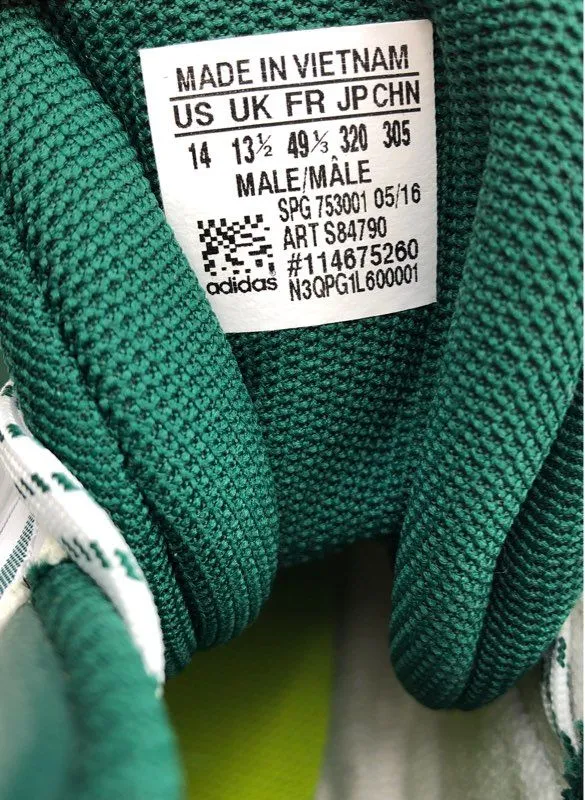 MADE IN VIETNAM
US UK FR JP CHN
14 13½ 49⅓ 320 305
MALE/MÂLE
SPG 753001 05/16
ART S84790
#114675260
adidas N3QPG1L600001